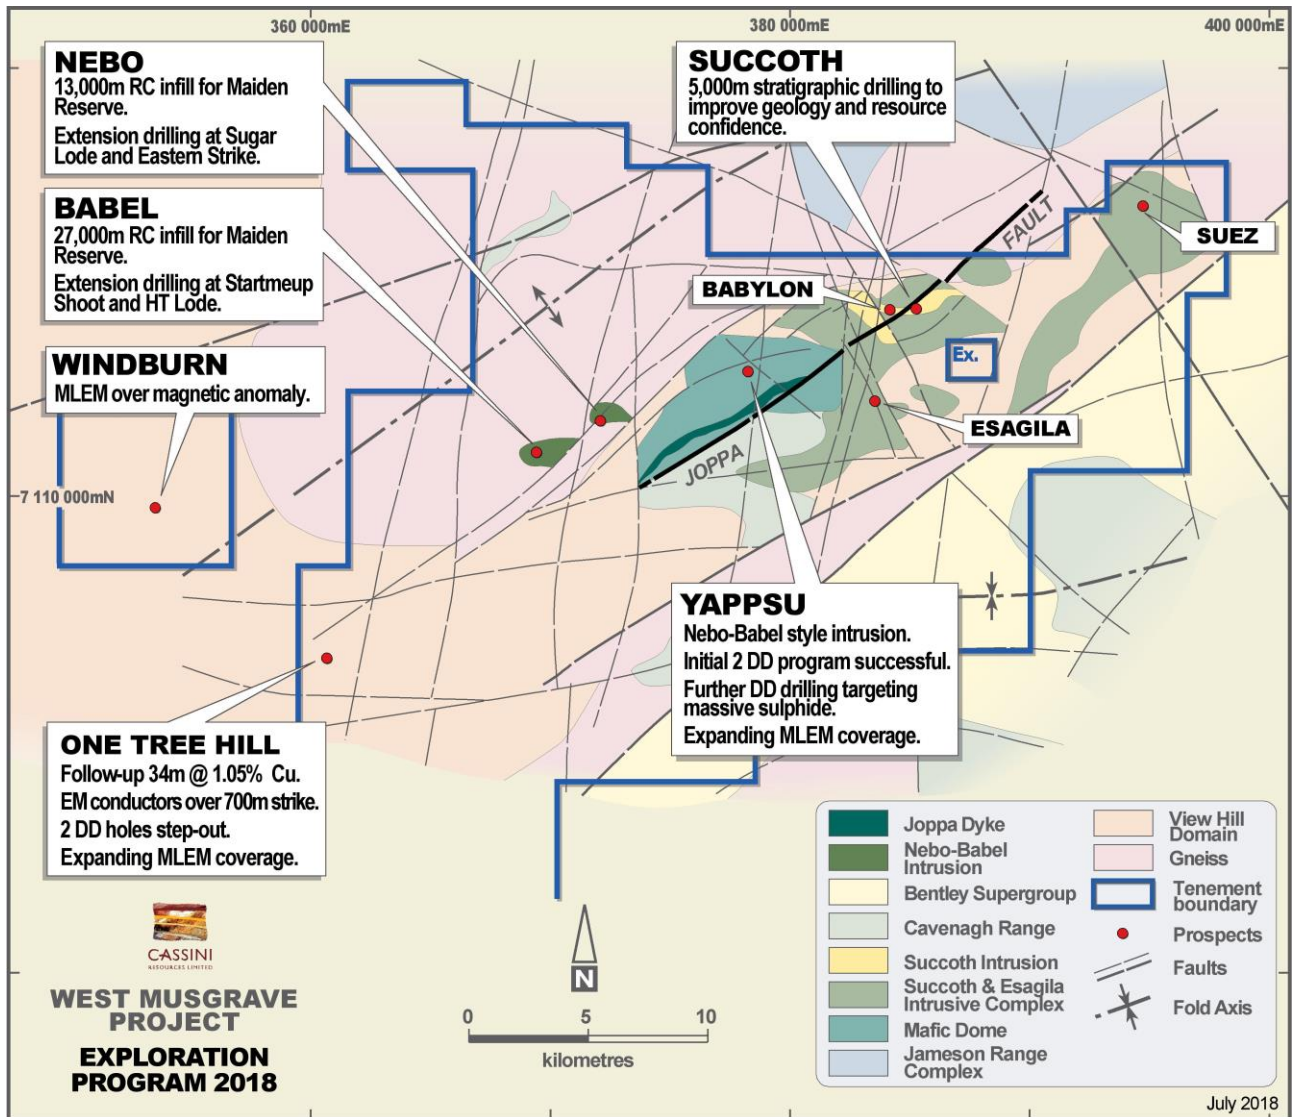 360 000mE
380 000mE
400 000mE
NEBO
13,000m RC infill for Maiden
Reserve.
Extension drilling at Sugar
Lode and Eastern Strike.
SUCCOTH
5,000m stratigraphic drilling to
improve geology and resource
confidence.
BABEL
27,000m RC infill for Maiden
Reserve.
Extension drilling at Startmeup
Shoot and HT Lode.
FAULT
SUEZ
BABYLON
WINDBURN
MLEM over magnetic anomaly.
Ex.
ESAGILA
JOPPA
7 110 000mN
YAPPSU
Nebo-Babel style intrusion.
Initial 2 DD program successful.
Further DD drilling targeting
massive sulphide.
Expanding MLEM coverage.
ONE TREE HILL
Follow-up 34m @ 1.05% Cu.
EM conductors over 700m strike.
2 DD holes step-out.
Expanding MLEM coverage.
CASSINI
RESOURCES LIMITED
WEST MUSGRAVE
PROJECT
EXPLORATION
PROGRAM 2018
N
0 5 10
kilometres
Joppa Dyke
Nebo-Babel
Intrusion
Bentley Supergroup
Cavenagh Range
Succoth Intrusion
Succoth & Esagila
Intrusive Complex
Mafic Dome
Jameson Range
Complex
View Hill
Domain
Gneiss
Tenement
boundary
Prospects
Faults
Fold Axis
July 2018